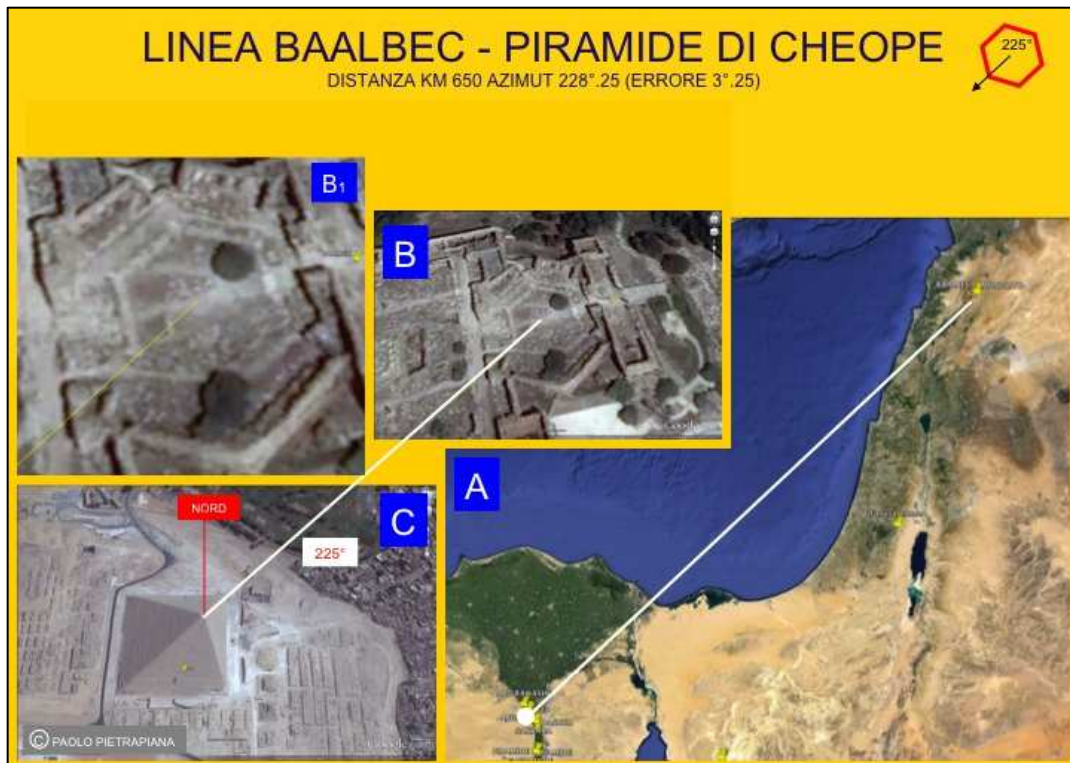 LINEA BAALBEC - PIRAMIDE DI CHEOPE
DISTANZA KM 650 AZIMUT 228°.25 (ERRORE 3°.25)
225°
B1
B
A
NORD
C
225°
© PAOLO PIETRAPIANA
Google